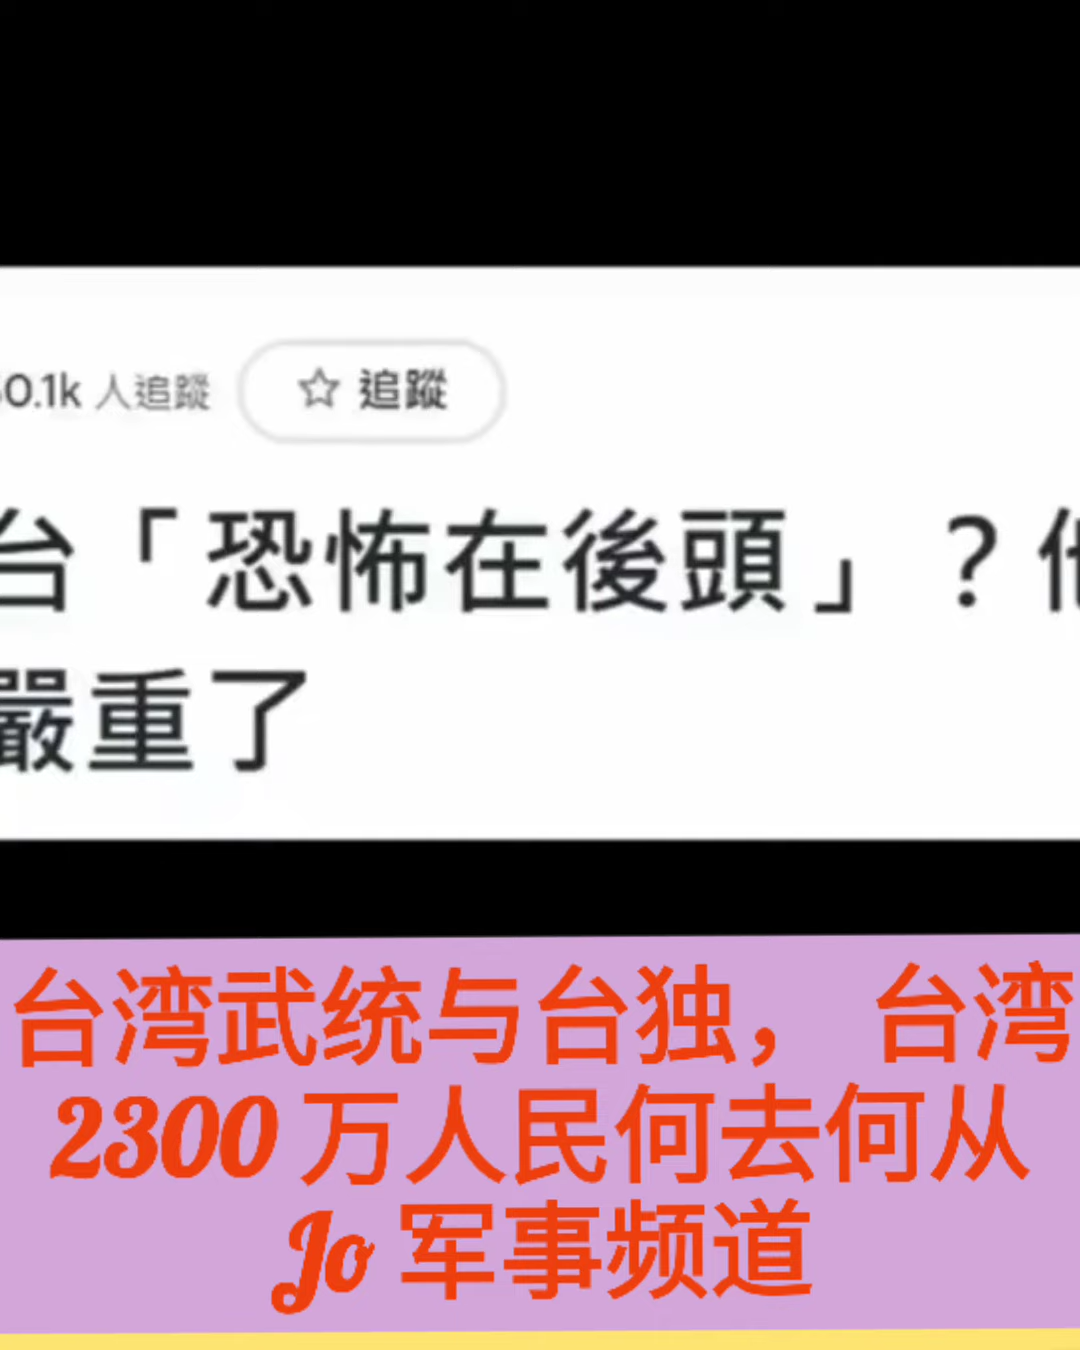 0.1k 人追蹤 ☆ 追蹤
台「恐怖在後頭」?
嚴重了
台湾武统与台独，台湾
2300 万人民何去何从
Jo 军事频道